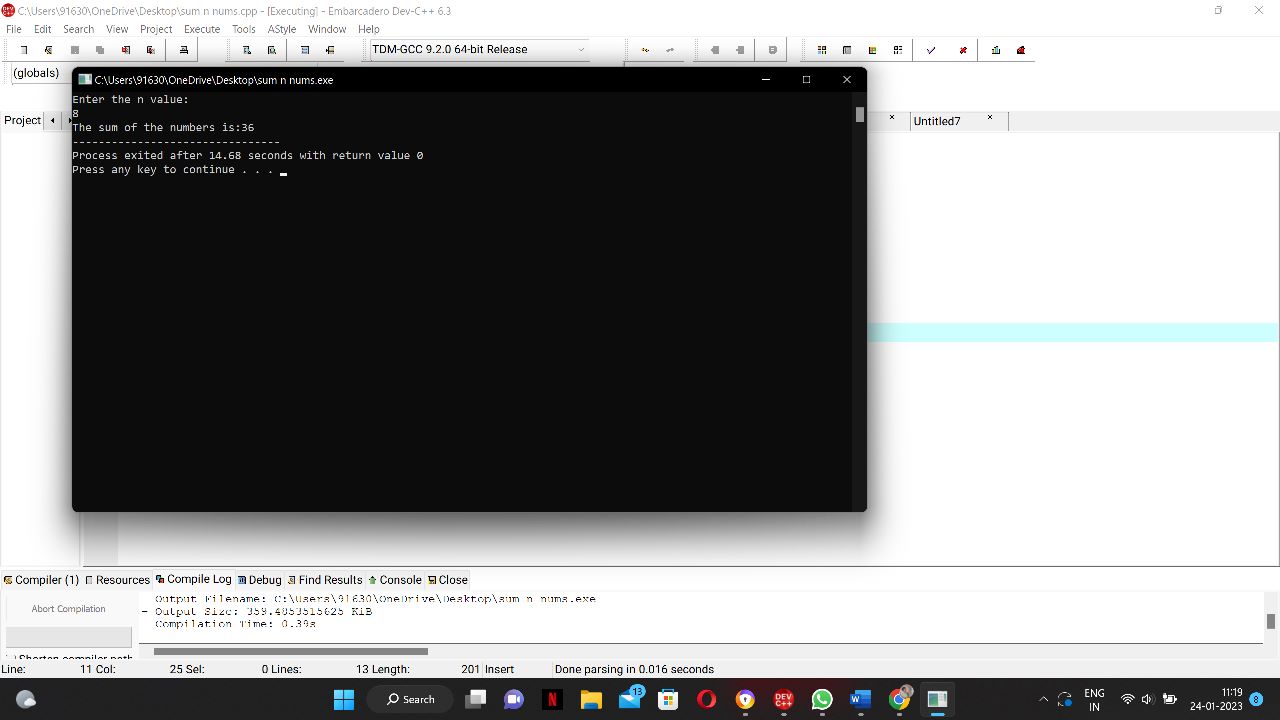 C:\Users\91630\OneDrive\Desktop\sum n nums.cpp - [Executing] - Embarcadero Dev-C++ 6.3
File Edit Search View Project Execute Tools AStyle Window Help
TDM-GCC 9.2.0 64-bit Release
(globals)
C:\Users\91630\OneDrive\Desktop\sum n nums.exe
Project
Untitled7
Enter the n value:
8
The sum of the numbers is:36
--------------------------------
Process exited after 14.68 seconds with return value 0
Press any key to continue . . .
Compiler (1) Resources Compile Log Debug Find Results Console Close
Abort Compilation
- Output Filename: C:\Users\91630\OneDrive\Desktop\sum n nums.exe
- Output Size: 359.4853515625 KiB
- Compilation Time: 0.39s
Shorten compiler path
Line: 11 Col: 25 Sel: 0 Lines: 13 Length: 201 Insert Done parsing in 0.016 seconds
DEV C++
Search
13
ENG
IN
11:19
24-01-2023
8